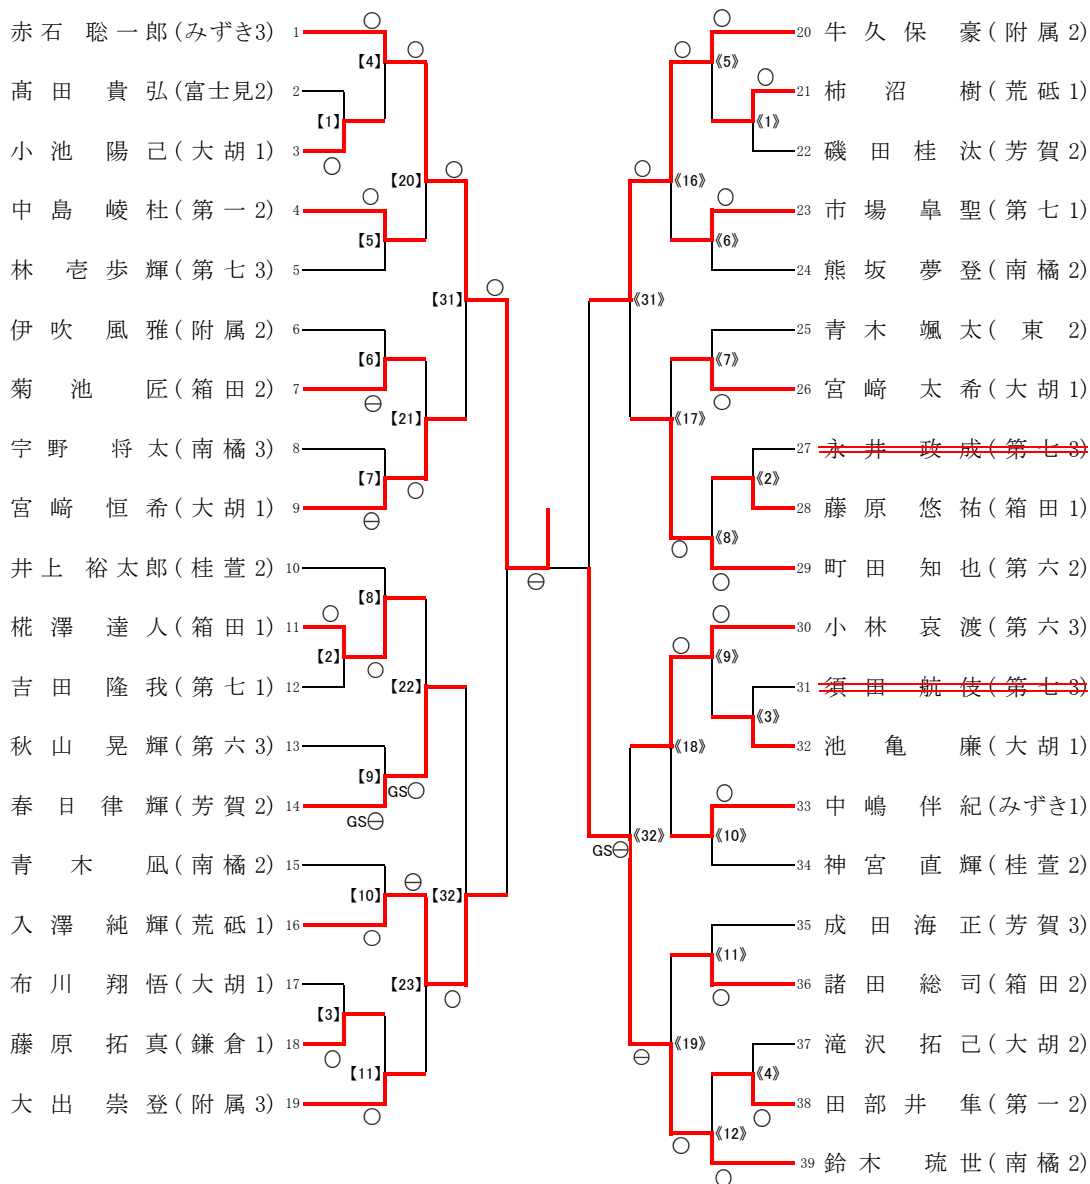 赤石 聡一郎(みずき3) 1
髙田 貴弘(富士見2) 2
小池 陽己(大胡1) 3
中島 崚杜(第一2) 4
林 壱歩輝(第七3) 5
伊吹 風雅(附属2) 6
菊池 匠(箱田2) 7
宇野 将太(南橘3) 8
宮﨑 恒希(大胡1) 9
井上 裕太郎(桂萱2) 10
椛澤 達人(箱田1) 11
吉田 隆我(第七1) 12
秋山 晃輝(第六3) 13
春日 律輝(芳賀2) 14
青木 凪(南橘2) 15
入澤 純輝(荒砥1) 16
布川 翔悟(大胡1) 17
藤原 拓真(鎌倉1) 18
大出 崇登(附属3) 19
【4】
【1】
【20】
【5】
【31】
【6】
【21】
【7】
【8】
【2】
【22】
【9】
GS
GS
【10】
【32】
【23】
【3】
【11】
20 牛久保 豪(附属2)
21 柿沼 樹(荒砥1)
22 磯田 桂汰(芳賀2)
23 市場 皐聖(第七1)
24 熊坂 夢登(南橘2)
25 青木 颯太(東2)
26 宮﨑 太希(大胡1)
27 永井 政成(第七3)
28 藤原 悠祐(箱田1)
29 町田 知也(第六2)
30 小林 哀渡(第六3)
31 須田 航伎(第七3)
32 池亀 廉(大胡1)
33 中嶋 伴紀(みずき1)
34 神宮 直輝(桂萱2)
35 成田 海正(芳賀3)
36 諸田 総司(箱田2)
37 滝沢 拓己(大胡2)
38 田部井 隼(第一2)
39 鈴木 琉世(南橘2)
《5》
《1》
《16》
《6》
《31》
《7》
《17》
《2》
《8》
《9》
《3》
《18》
《10》
《32》
GS
《11》
《19》
《4》
《12》